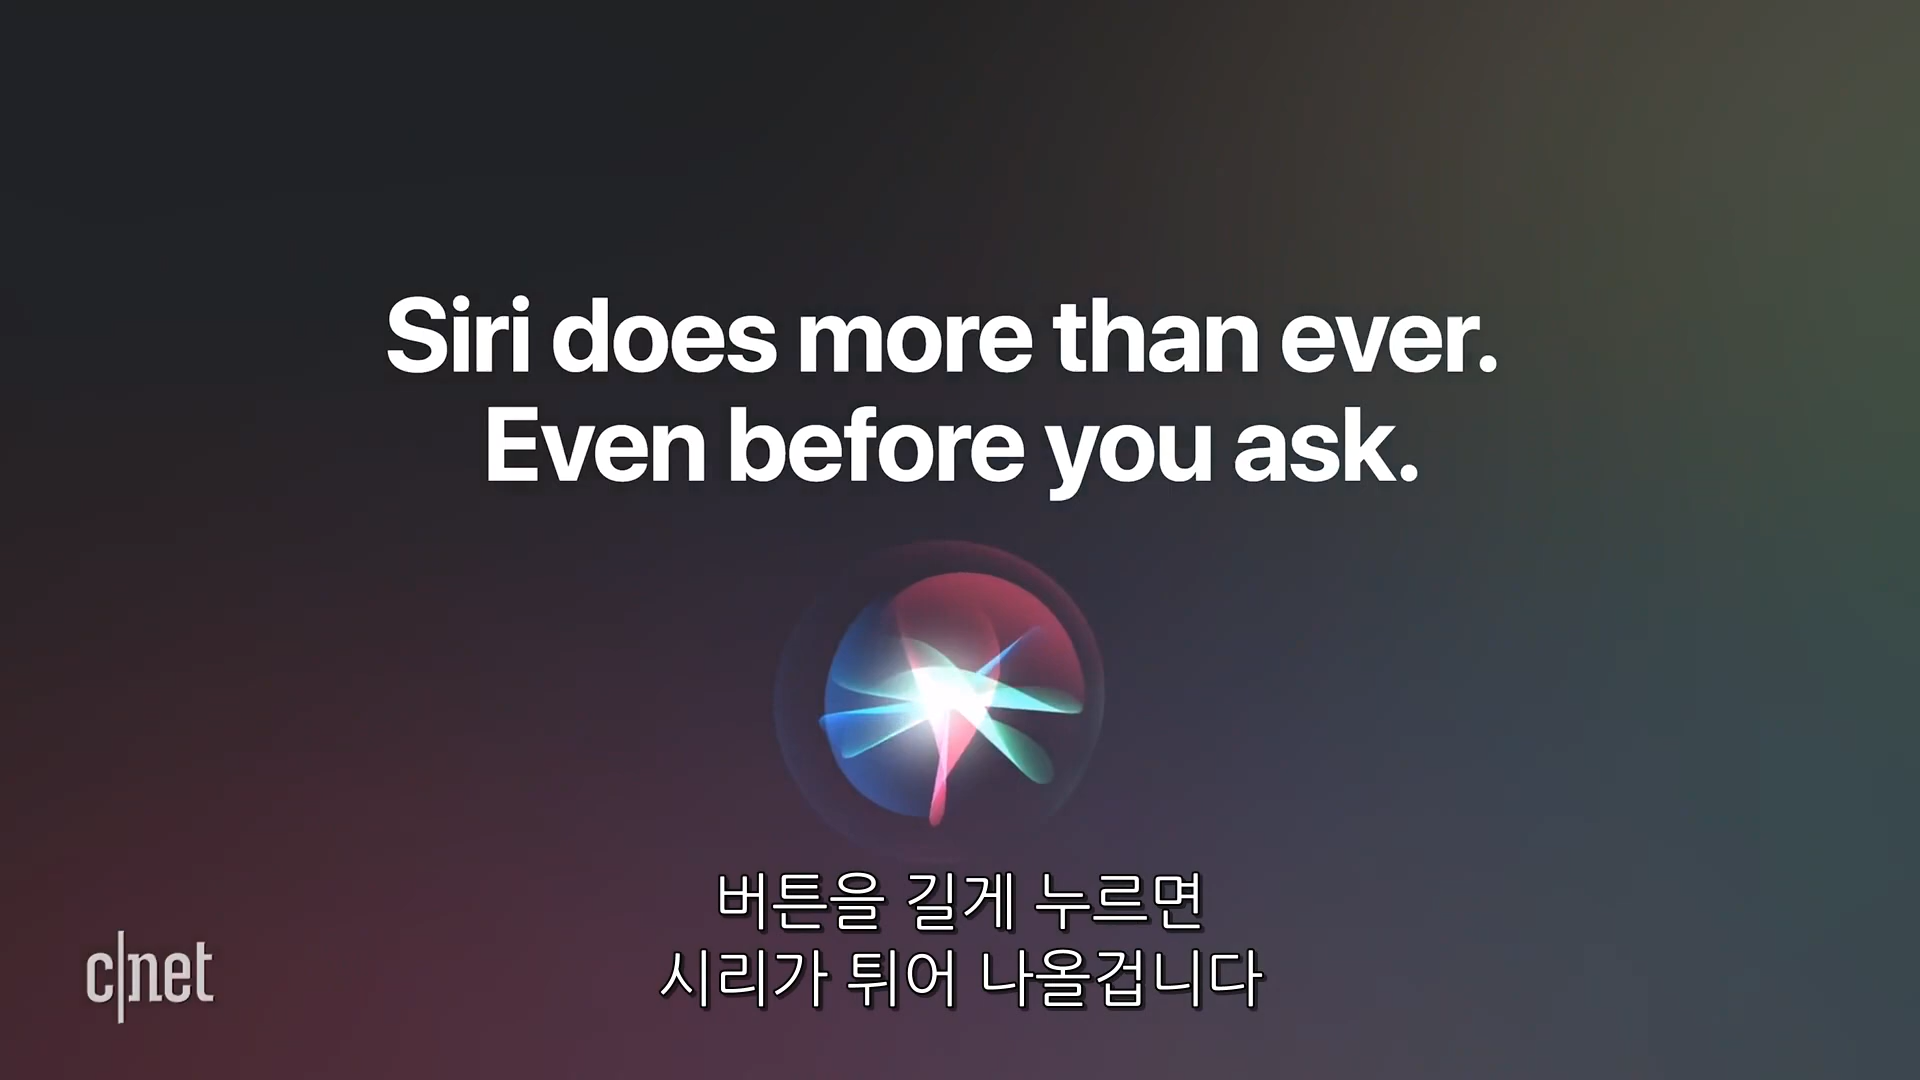 Siri does more than ever.
Even before you ask.
버튼을 길게 누르면
시리가 튀어 나올겁니다
c|net